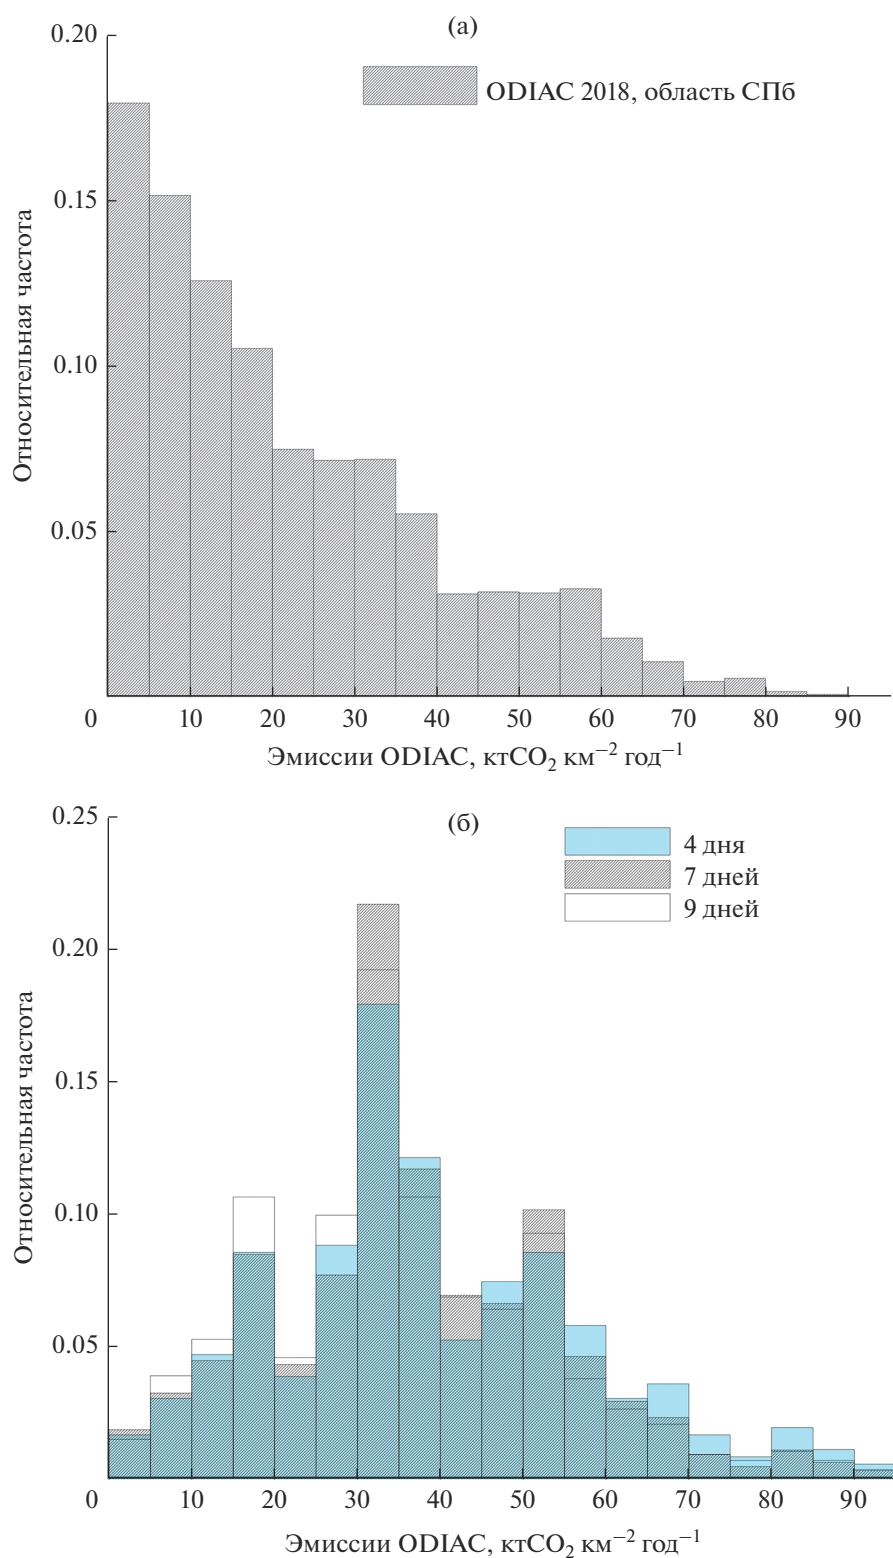 (а)
0.20
ODIAC 2018, область СПб
0.15
0.10
0.05
Относительная частота
0 10 20 30 40 50 60 70 80 90
Эмиссии ODIAC, ктCO₂ км⁻² год⁻¹
(б)
0.25
4 дня
7 дней
9 дней
0.20
0.15
0.10
0.05
Относительная частота
0 10 20 30 40 50 60 70 80 90
Эмиссии ODIAC, ктCO₂ км⁻² год⁻¹